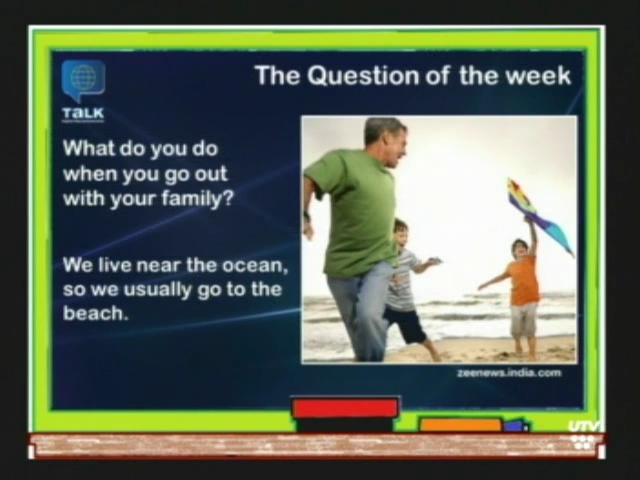 The Question of the week
TALK
What do you do
when you go out
with your family?
We live near the ocean,
so we usually go to the
beach.
zeenews.india.com
UTV